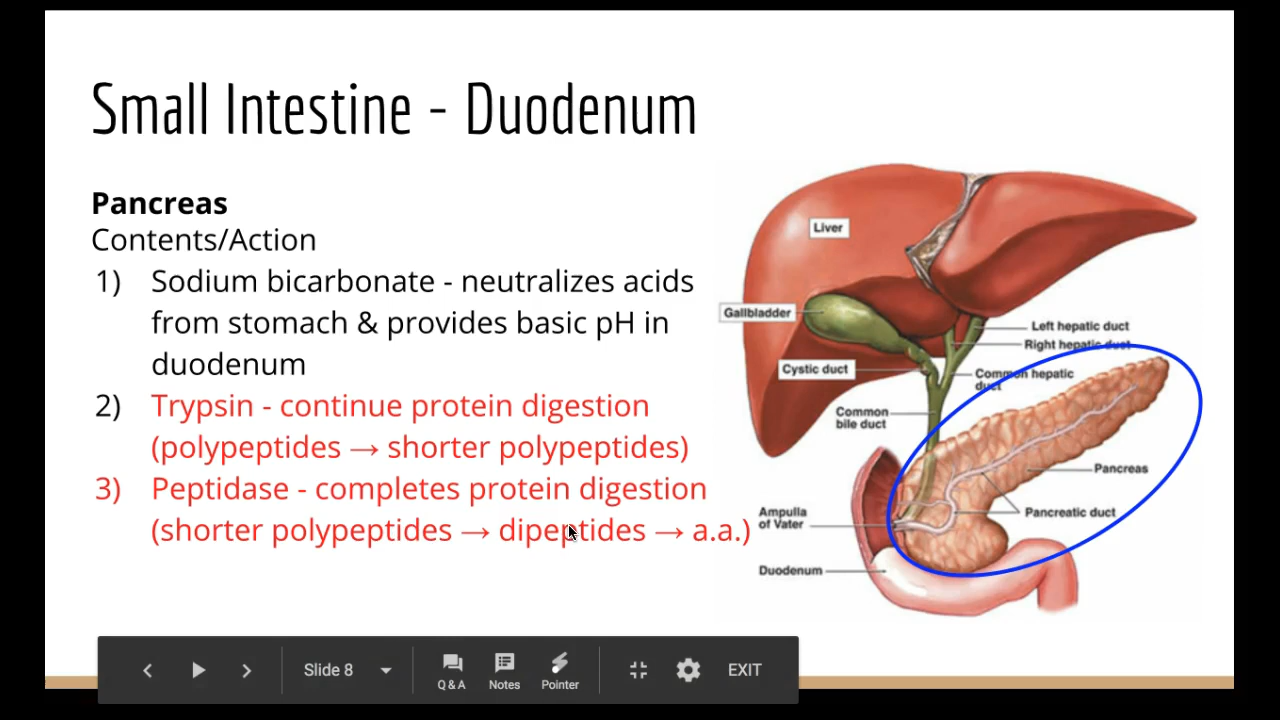 Small Intestine - Duodenum
Pancreas
Contents/Action
1) Sodium bicarbonate - neutralizes acids
from stomach & provides basic pH in
duodenum
2) Trypsin - continue protein digestion
(polypeptides → shorter polypeptides)
3) Peptidase - completes protein digestion
(shorter polypeptides → dipeptides → a.a.)
Liver
Gallbladder
Left hepatic duct
Right hepatic duct
Cystic duct
Common hepatic
duct
Common
bile duct
Pancreas
Ampulla
of Vater
Pancreatic duct
Duodenum
Slide 8
Q & A
Notes
Pointer
EXIT